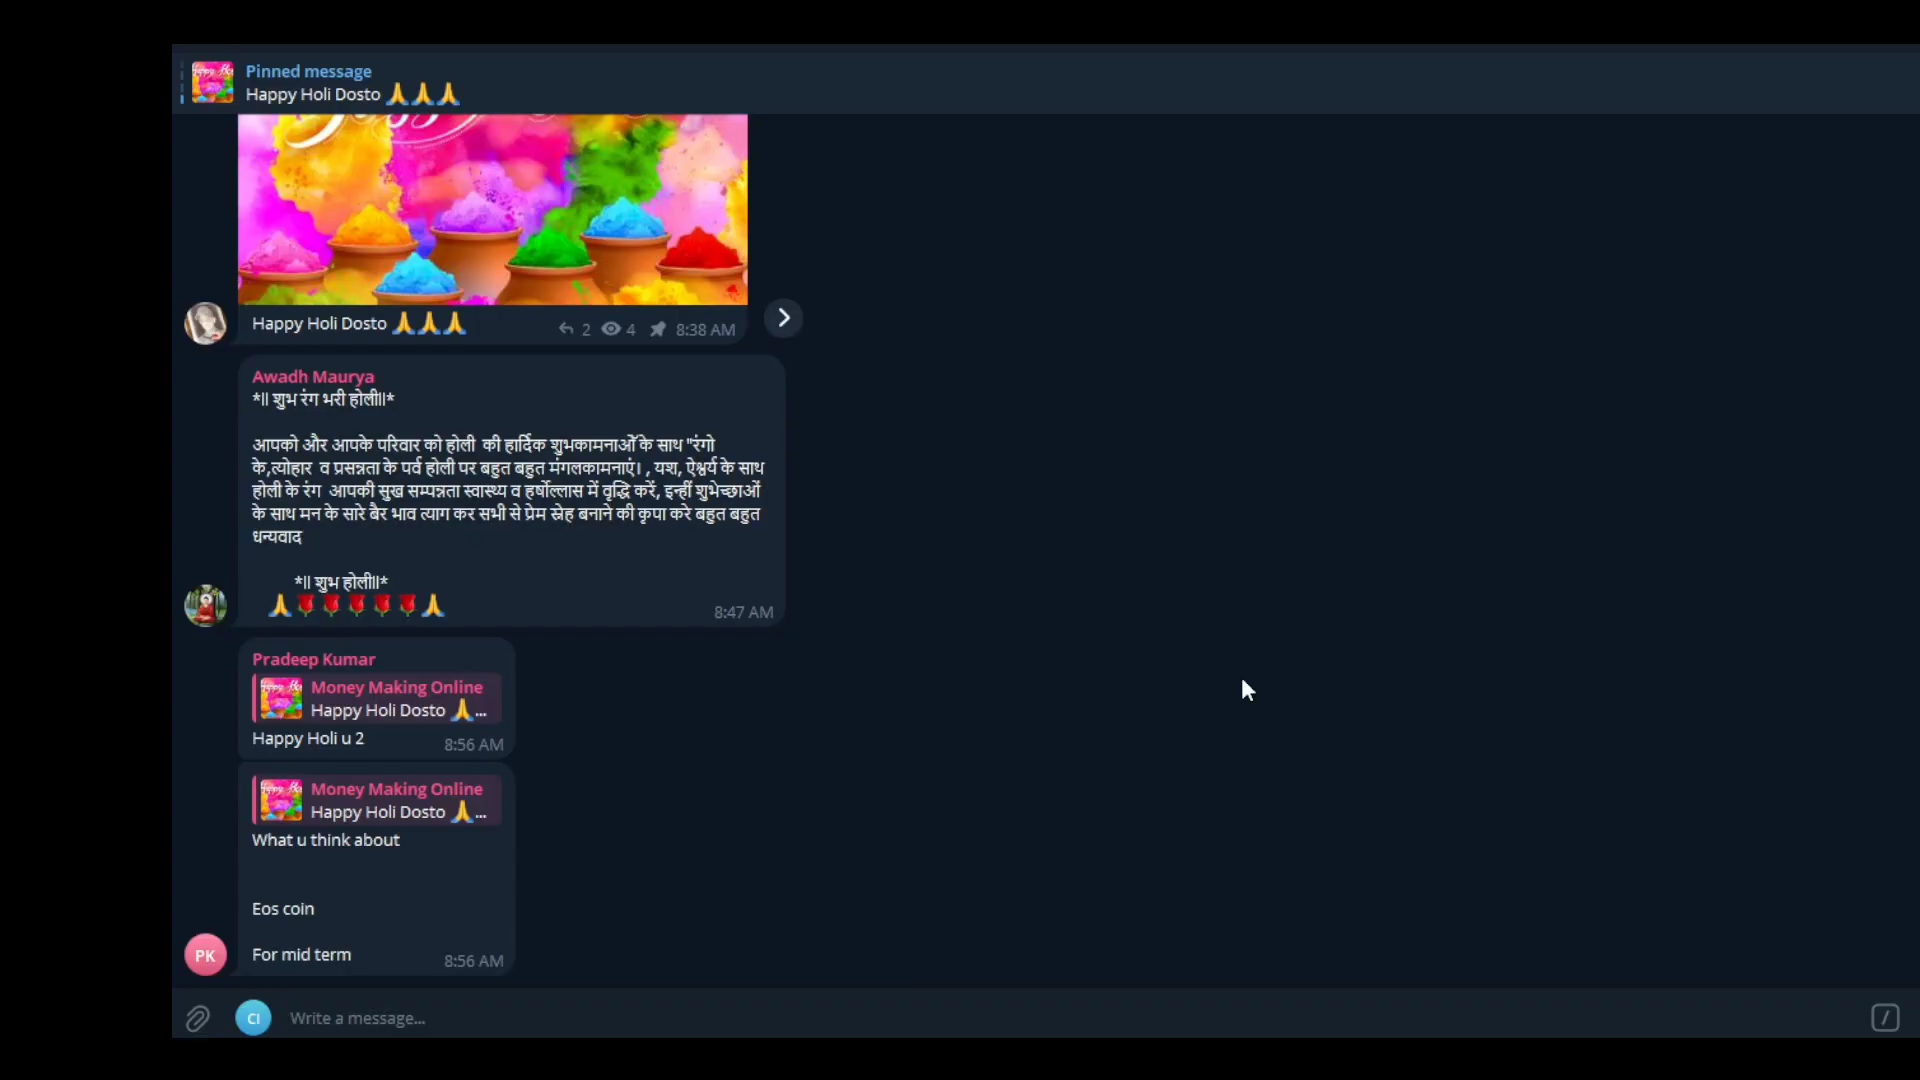 Pinned message
Happy Holi Dosto 🙏🙏🙏
Happy Holi Dosto 🙏🙏🙏
2 4 8:38 AM
Awadh Maurya
*॥ शुभ रंग भरी होली॥*
आपको और आपके परिवार को होली की हार्दिक शुभकामनाओँ के साथ "रंगो
के,त्योहार व प्रसन्नता के पर्व होली पर बहुत बहुत मंगलकामनाएं। , यश, ऐश्वर्य के साथ
होली के रंग आपकी सुख सम्पन्नता स्वास्थ्य व हर्षोल्लास में वृद्धि करें, इन्हीं शुभेच्छाओं
के साथ मन के सारे बैर भाव त्याग कर सभी से प्रेम स्नेह बनाने की कृपा करे बहुत बहुत
धन्यवाद
*॥ शुभ होली॥*
🙏🌹🌹🌹🌹🌹🙏
8:47 AM
Pradeep Kumar
Money Making Online
Happy Holi Dosto 🙏...
Happy Holi u 2
8:56 AM
Money Making Online
Happy Holi Dosto 🙏...
What u think about
Eos coin
For mid term
8:56 AM
PK
CI
Write a message...